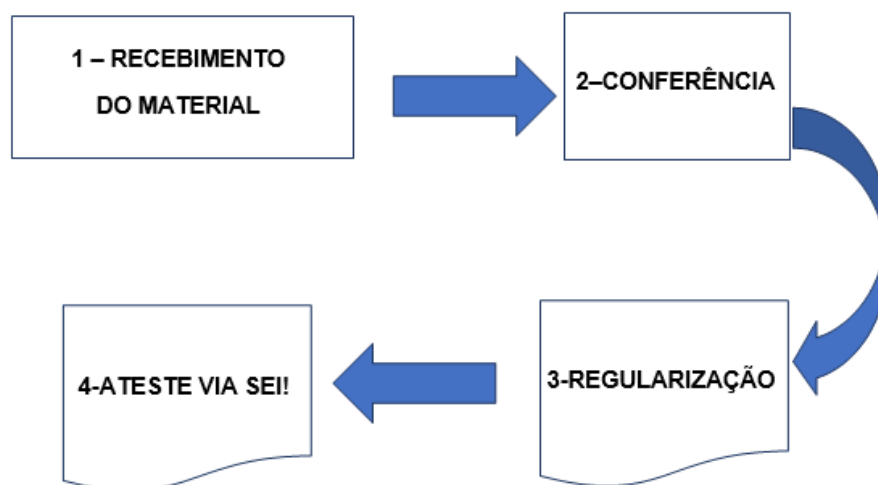 1 – RECEBIMENTO
DO MATERIAL
2–CONFERÊNCIA
3-REGULARIZAÇÃO
4-ATESTE VIA SEI!